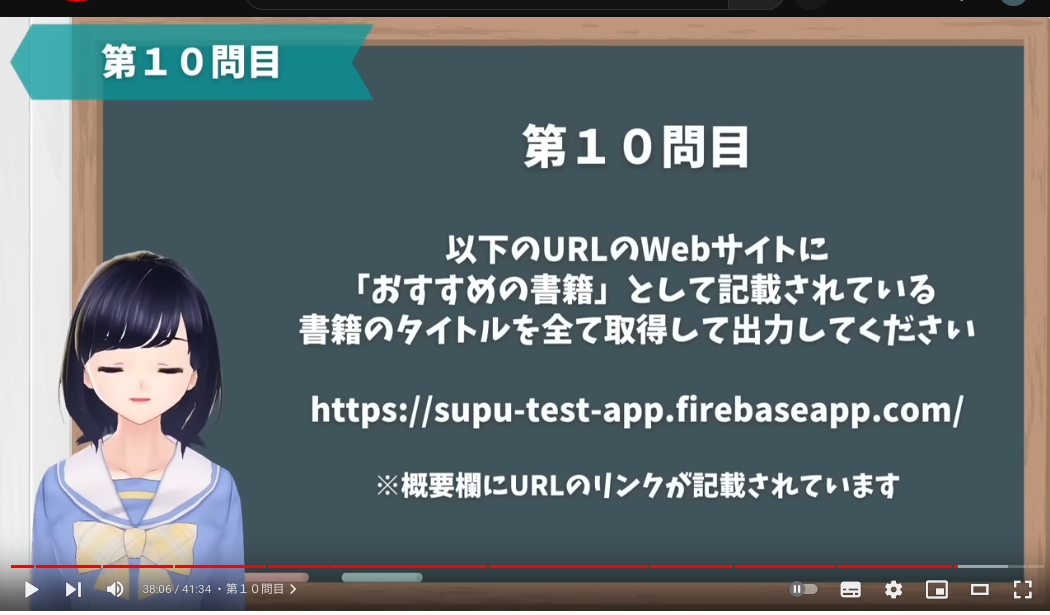 第１０問目
第１０問目
以下のURLのWebサイトに
「おすすめの書籍」として記載されている
書籍のタイトルを全て取得して出力してください
https://supu-test-app.firebaseapp.com/
※概要欄にURLのリンクが記載されています
38:06 / 41:34 ・第１０問目